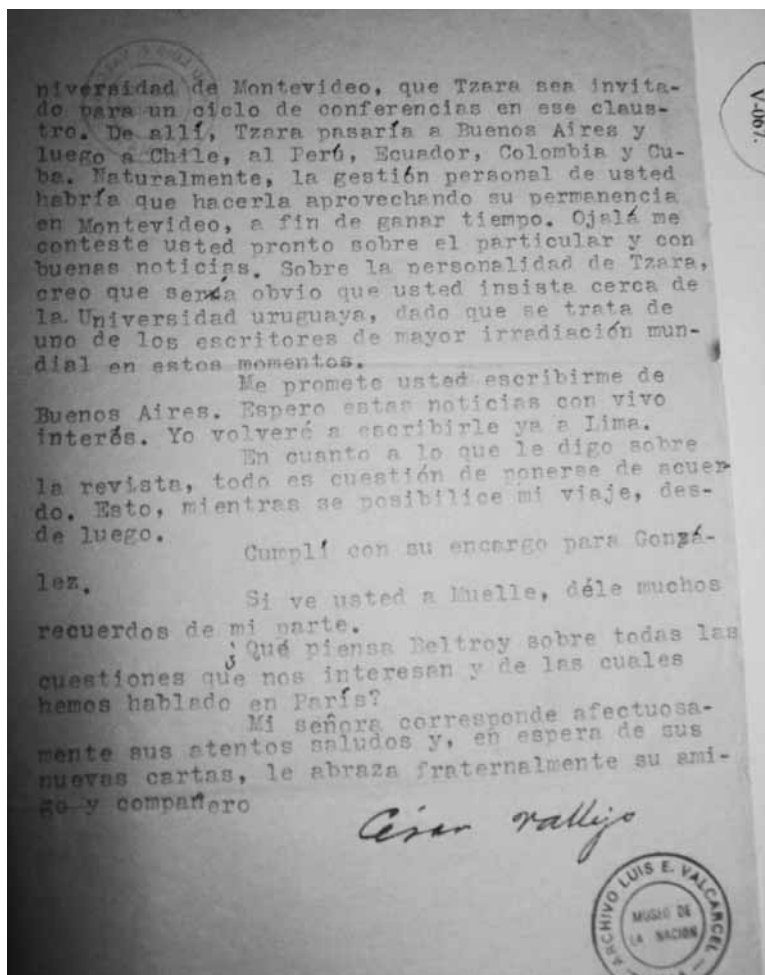 niversidad de Montevideo, que Tzara sea invita-
do para un ciclo de conferencias en ese claus-
tro. De allí, Tzara pasaría a Buenos Aires y
luego a Chile, al Perú, Ecuador, Colombia y Cu-
ba. Naturalmente, la gestión personal de usted
habría que hacerla aprovechando su permanencia
en Montevideo, a fin de ganar tiempo. Ojalá me
conteste usted pronto sobre el particular y con
buenas noticias. Sobre la personalidad de Tzara,
creo que sería obvio que usted insista cerca de
la Universidad uruguaya, dado que se trata de
uno de los escritores de mayor irradiación mun-
dial en estos momentos.
Me promete usted escribirme de
Buenos Aires. Espero estas noticias con vivo
interés. Yo volveré a escribirle ya a Lima.
En cuanto a lo que le digo sobre
la revista, todo es cuestión de ponerse de acuer-
do. Esto, mientras se posibilice mi viaje, des-
de luego.
Cumplí con su encargo para Gonzá-
lez.
Si ve usted a Muelle, déle muchos
recuerdos de mi parte.
¿Qué piensa Beltroy sobre todas las
cuestiones que nos interesan y de las cuales
hemos hablado en París?
Mi señora corresponde afectuosa-
mente sus atentos saludos y, en espera de sus
nuevas cartas, le abraza fraternalmente su ami-
go y compañero
César Vallejo
ARCHIVO LUIS E. VALCARCEL
MUSEO DE
LA NACION
V-067.